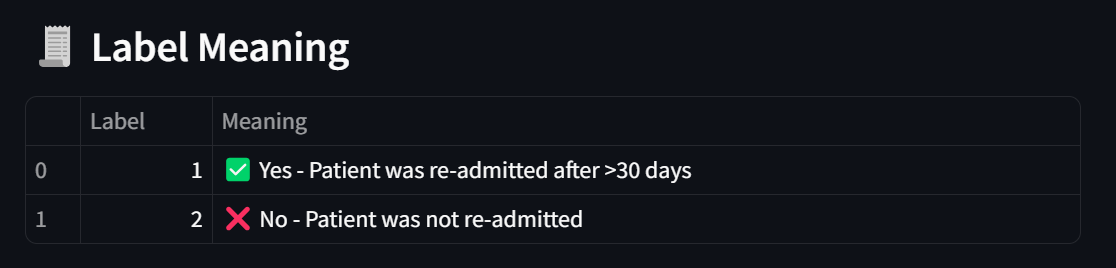 Label Meaning
Label Meaning
0 1 ✅ Yes - Patient was re-admitted after >30 days
1 2 ❌ No - Patient was not re-admitted